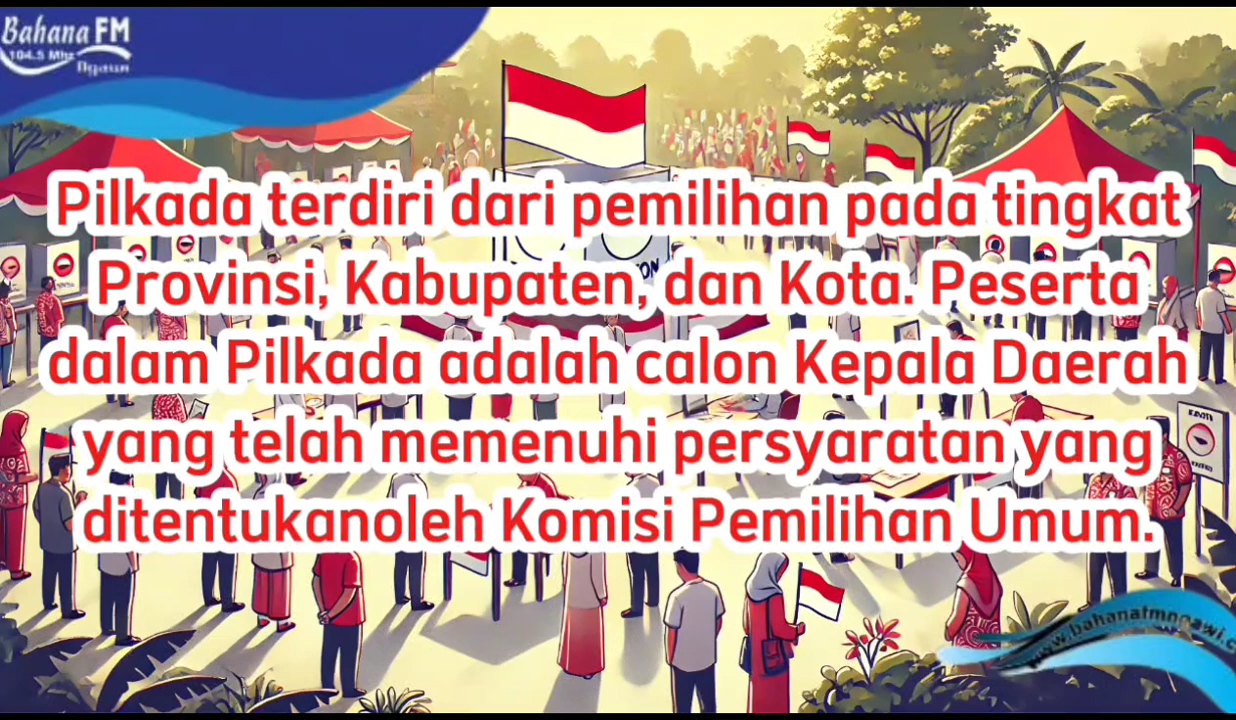 Bahana FM
104.5 Mhz
Pilkada terdiri dari pemilihan pada tingkat
Provinsi, Kabupaten, dan Kota. Peserta
dalam Pilkada adalah calon Kepala Daerah
yang telah memenuhi persyaratan yang
ditentukanoleh Komisi Pemilihan Umum.